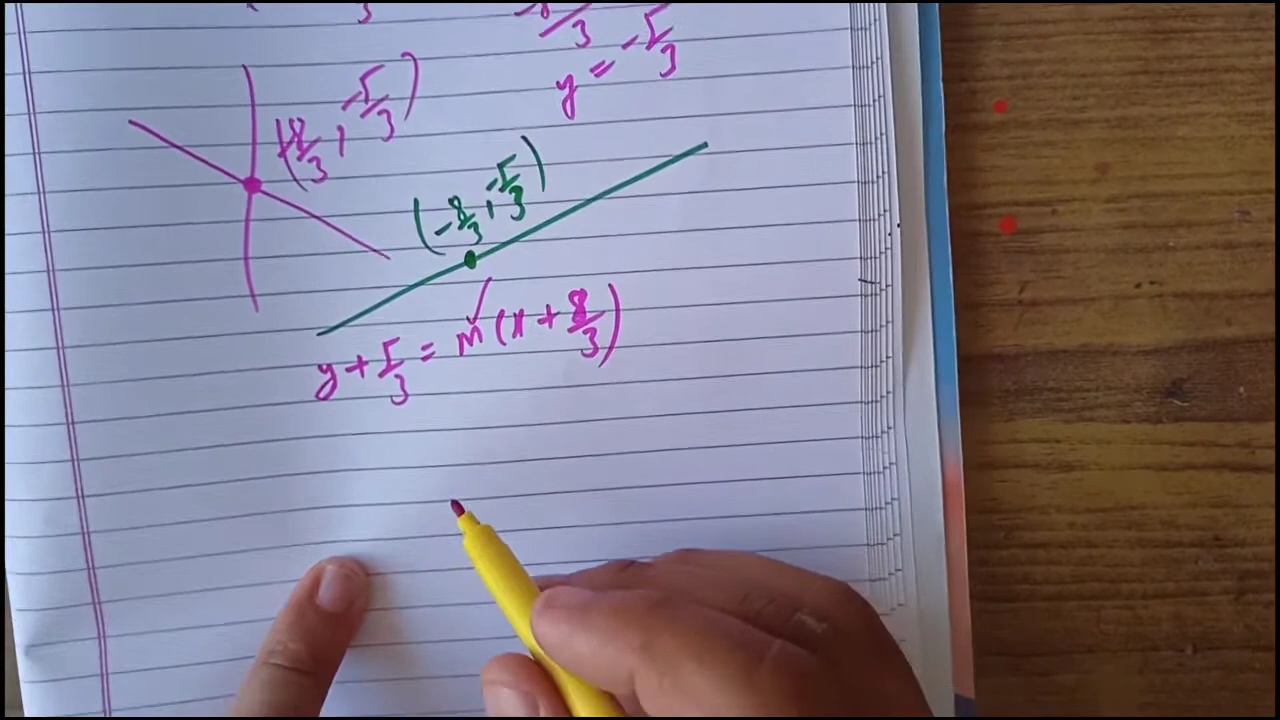 y = -5/3
(-8/3, -5/3)
(-8/3, -5/3)
y + 5/3 = m(x + 8/3)